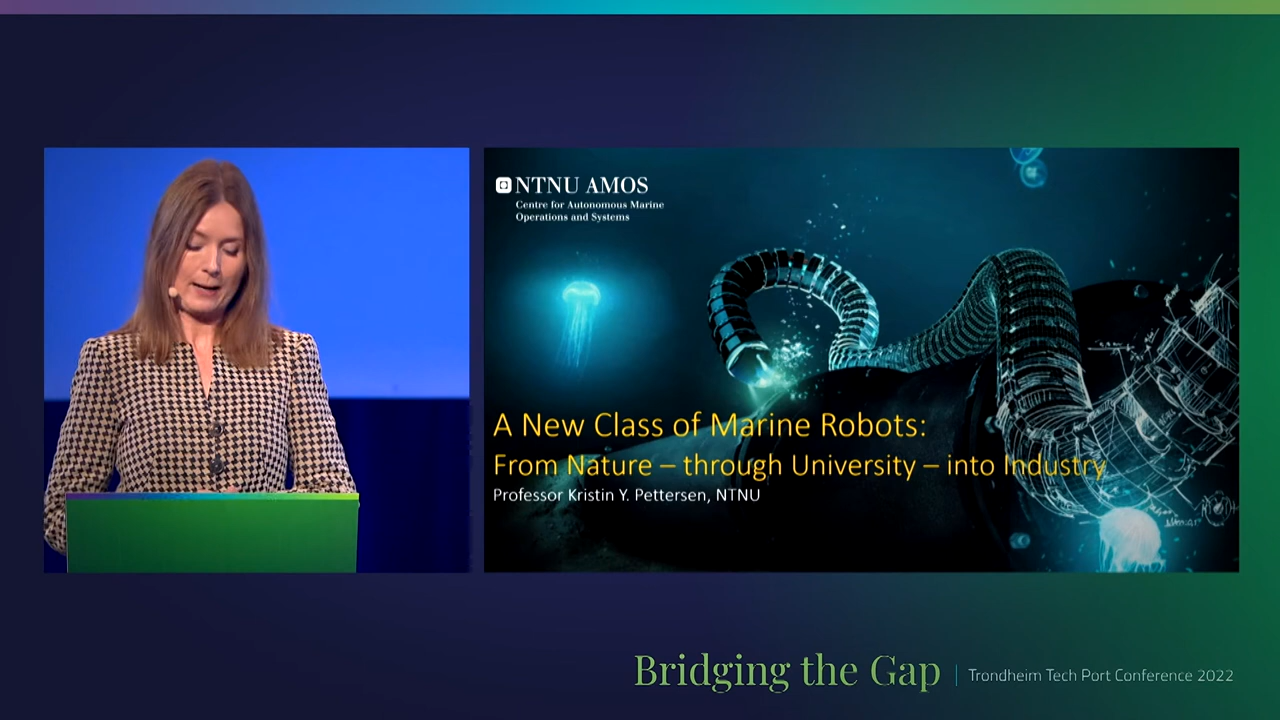 NTNU AMOS
Centre for Autonomous Marine
Operations and Systems
A New Class of Marine Robots:
From Nature – through University – into Industry
Professor Kristin Y. Pettersen, NTNU
Bridging the Gap
Trondheim Tech Port Conference 2022